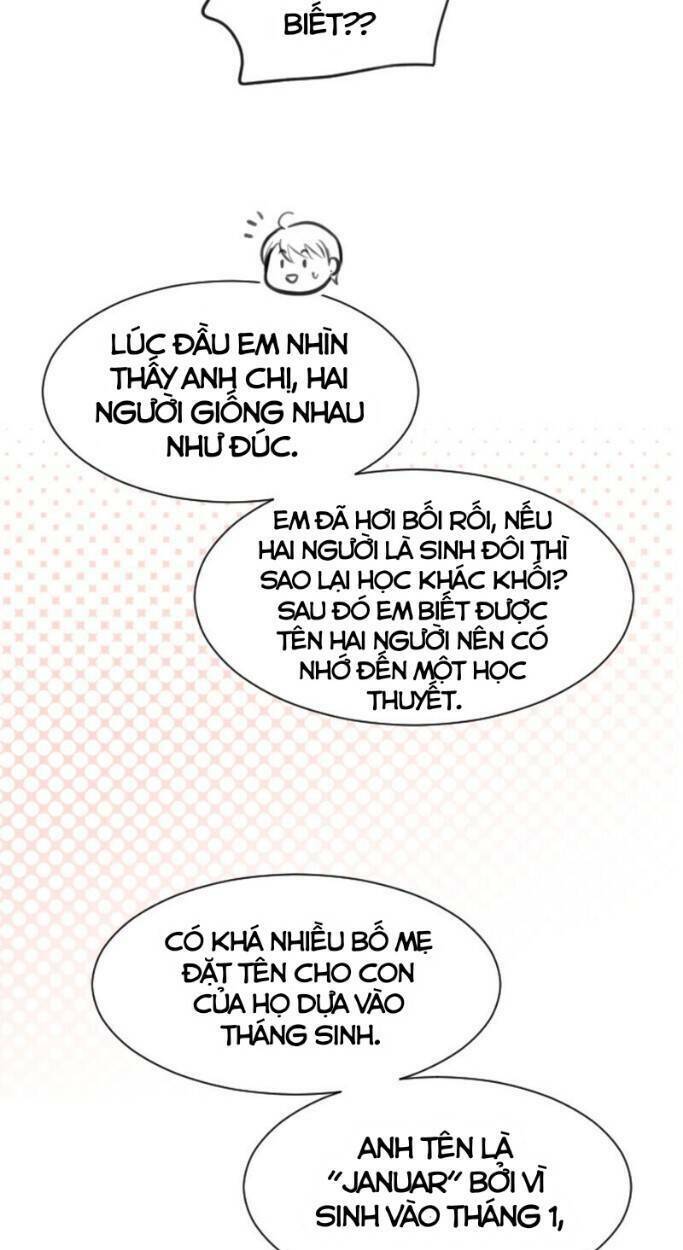 BIẾT??
LÚC ĐẦU EM NHÌN
THẤY ANH CHỊ, HAI
NGƯỜI GIỐNG NHAU
NHƯ ĐÚC.
EM ĐÃ HƠI BỐI RỐI, NẾU
HAI NGƯỜI LÀ SINH ĐÔI THÌ
SAO LẠI HỌC KHÁC KHỐI?
SAU ĐÓ EM BIẾT ĐƯỢC
TÊN HAI NGƯỜI NÊN CÓ
NHỚ ĐẾN MỘT HỌC
THUYẾT.
CÓ KHÁ NHIỀU BỐ MẸ
ĐẶT TÊN CHO CON
CỦA HỌ DỰA VÀO
THÁNG SINH.
ANH TÊN LÀ
"JANUAR" BỞI VÌ
SINH VÀO THÁNG 1,